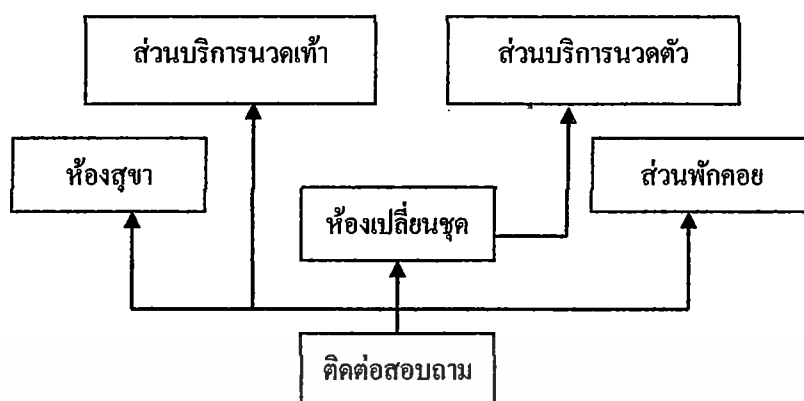 ส่วนบริการนวดเท้า
ส่วนบริการนวดตัว
ห้องสุขา
ส่วนพักคอย
ห้องเปลี่ยนชุด
ติดต่อสอบถาม